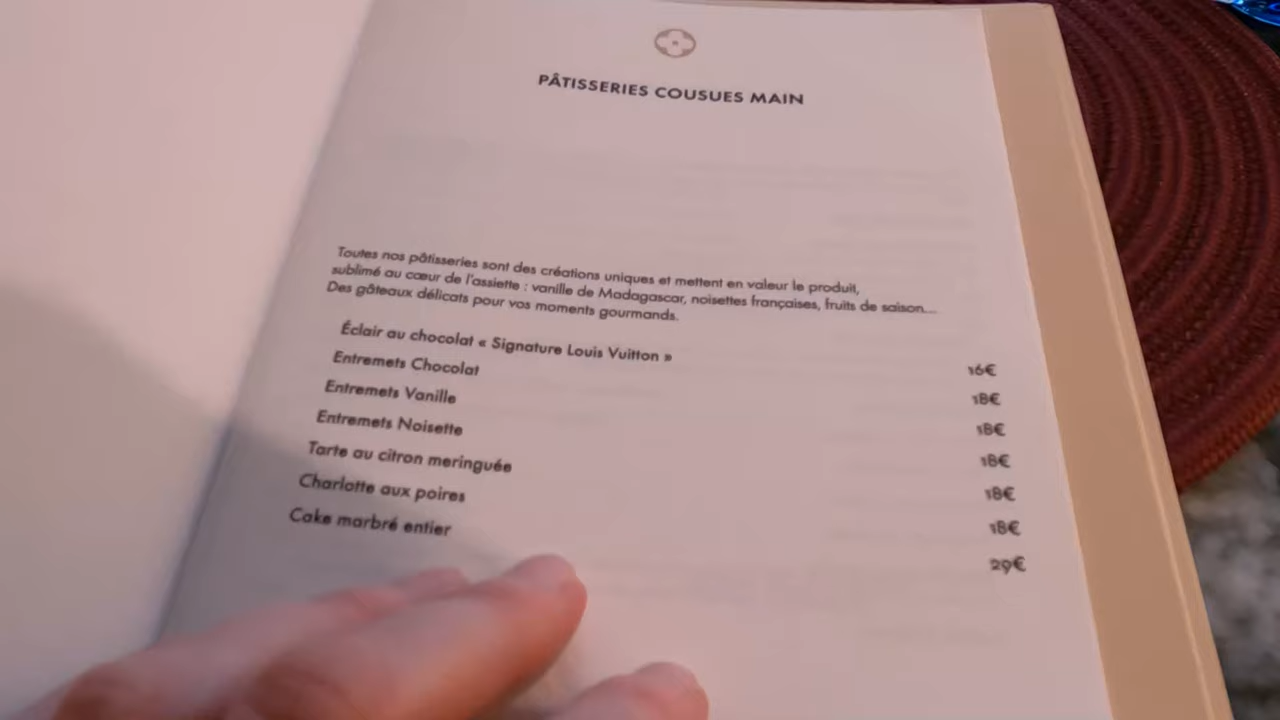 PÂTISSERIES COUSUES MAIN
Toutes nos pâtisseries sont des créations uniques et mettent en valeur le produit,
sublimé au cœur de l'assiette : vanille de Madagascar, noisettes françaises, fruits de saison...
Des gâteaux délicats pour vos moments gourmands.
Éclair au chocolat « Signature Louis Vuitton » 16€
Entremets Chocolat 18€
Entremets Vanille 18€
Entremets Noisette 18€
Tarte au citron meringuée 18€
Charlotte aux poires 18€
Cake marbré entier 29€